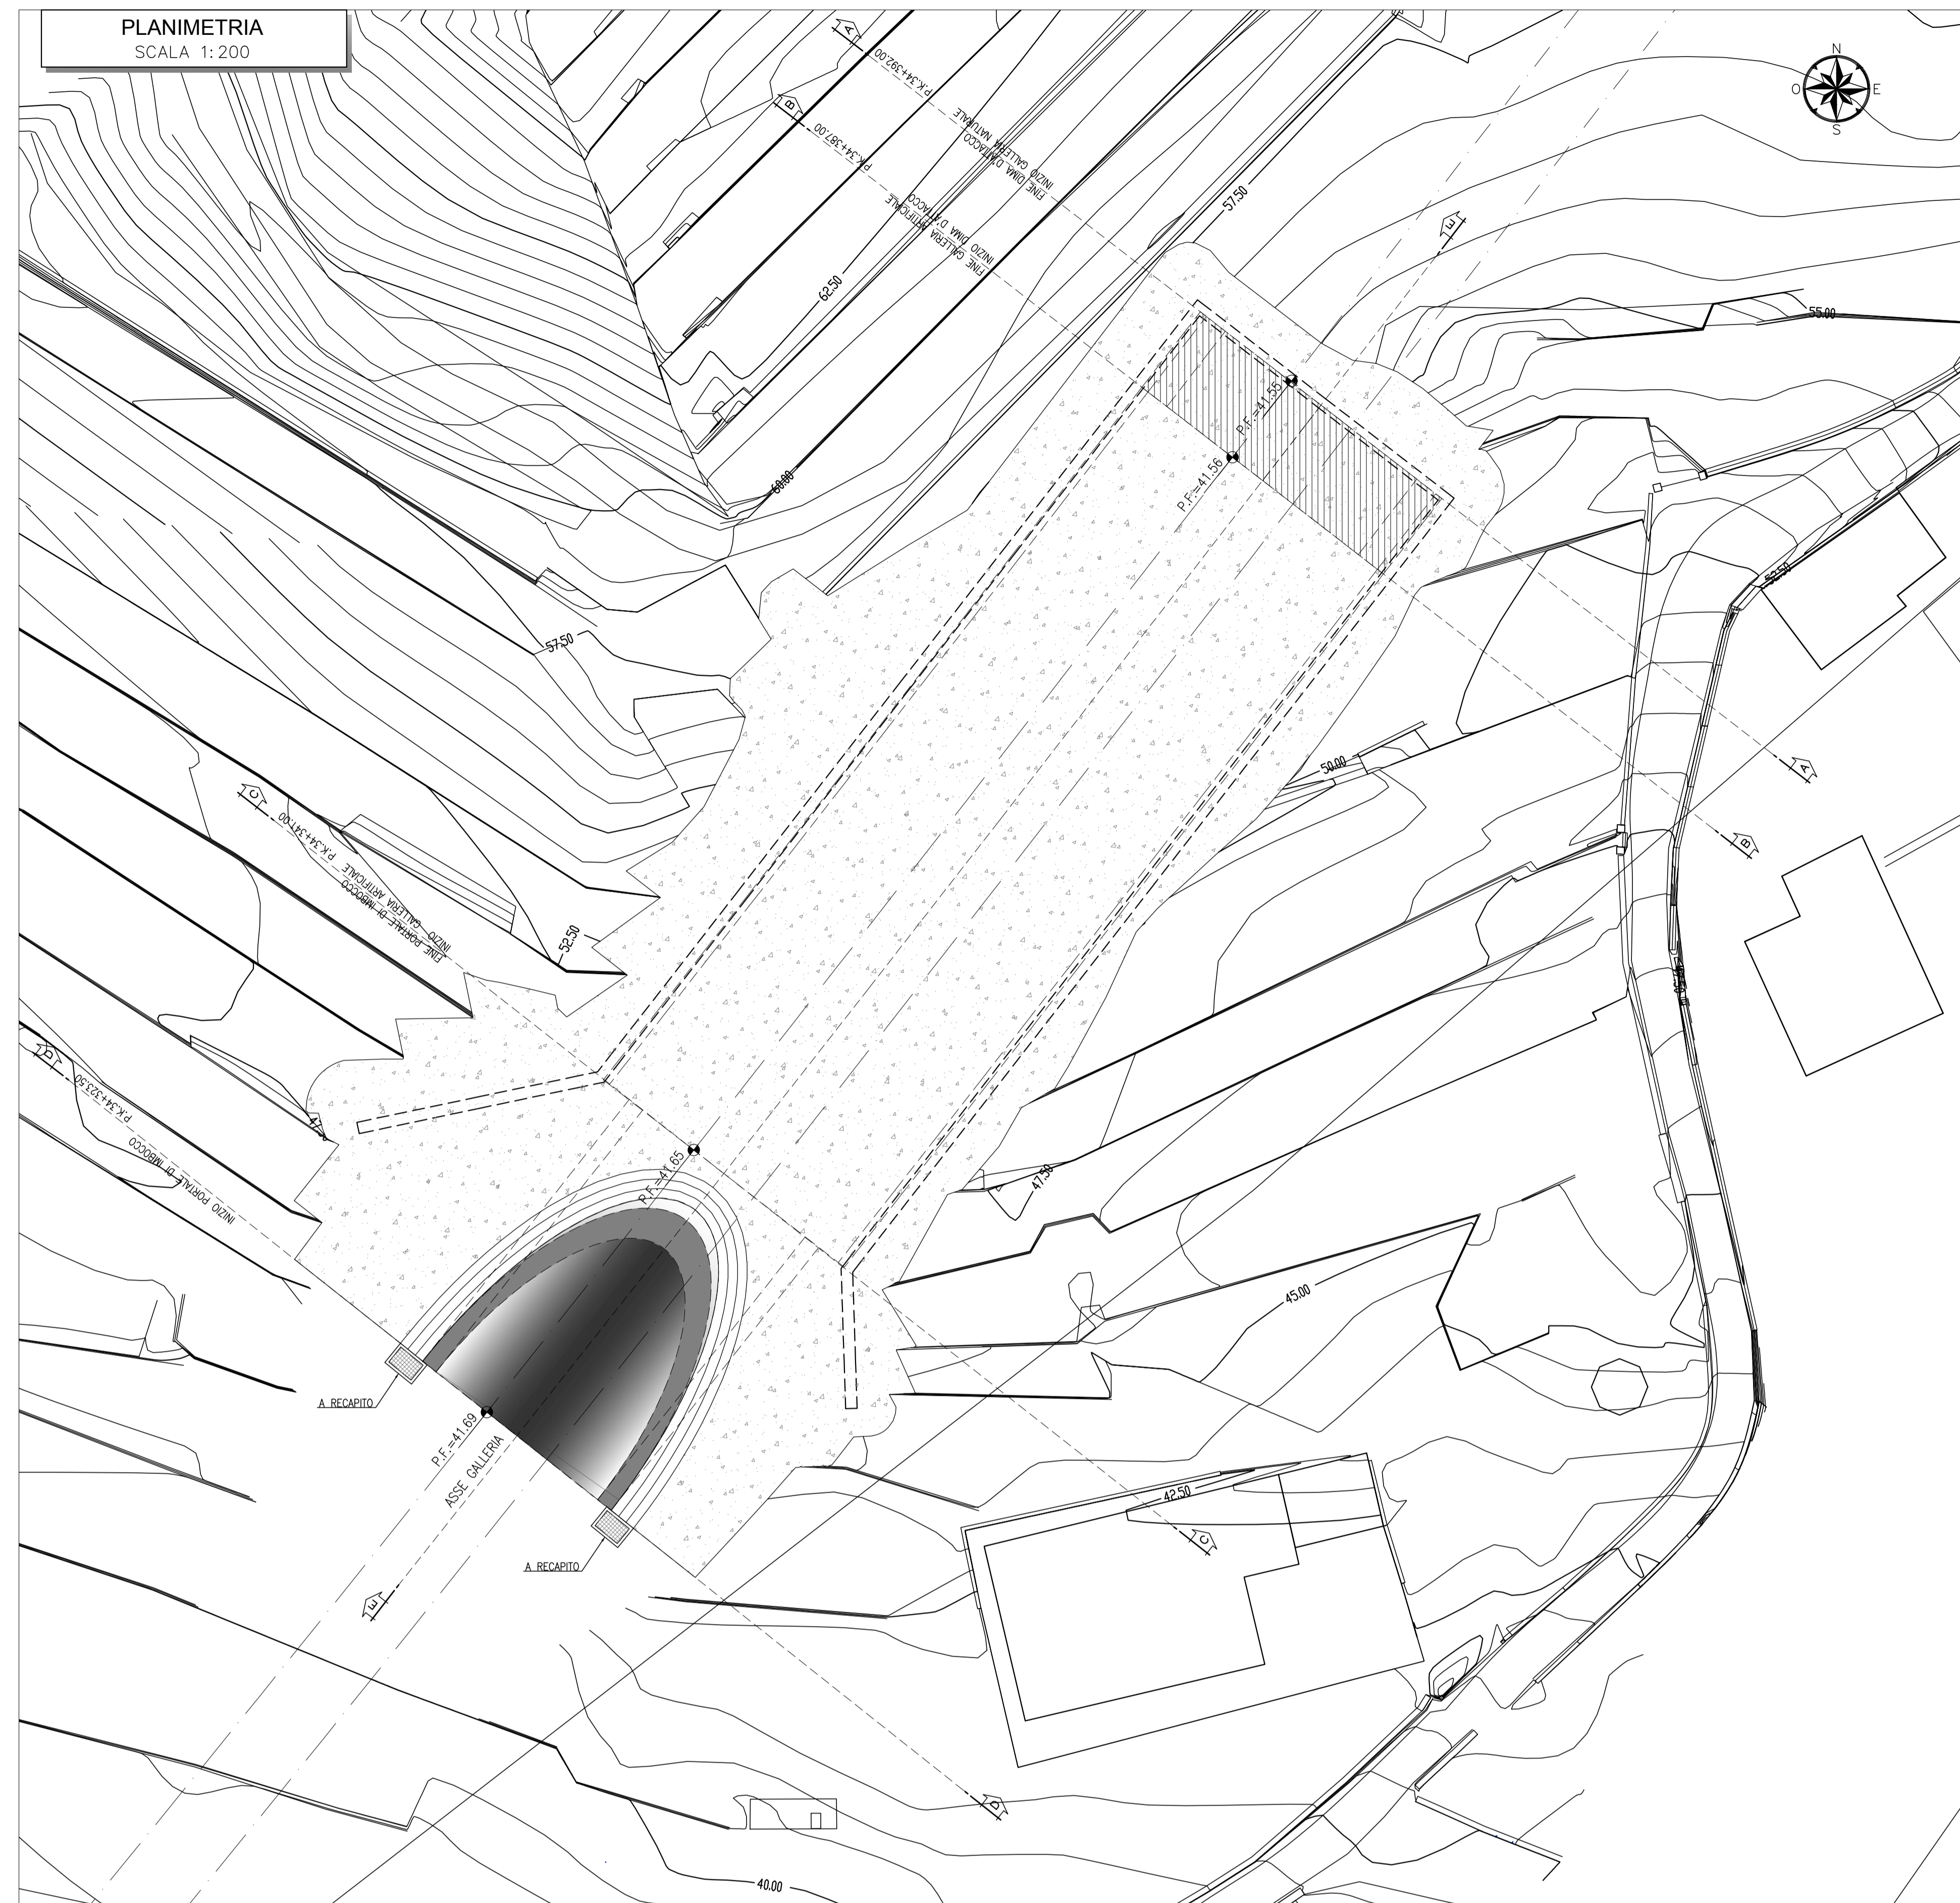 PLANIMETRIA
SCALA 1:200
N
O
E
S
A
P.K.34+392.00
FINE DIMA D'ATTACCO
INIZIO GALLERIA NATURALE
B
P.K.34+387.00
FINE GALLERIA ARTIFICIALE
INIZIO DIMA D'ATTACCO
57.50
E
62.50
55.00
P.F.=41.55
P.F.=41.56
60.00
52.50
57.50
50.00
A
B
C
P.K.34+341.00
FINE PORTALE DI IMBOCCO
INIZIO GALLERIA ARTIFICIALE
52.50
D
P.K.34+323.50
INIZIO PORTALE DI IMBOCCO
P.F.=41.65
47.50
45.00
A RECAPITO
P.F.=41.69
ASSE GALLERIA
42.50
C
A RECAPITO
E
D
40.00